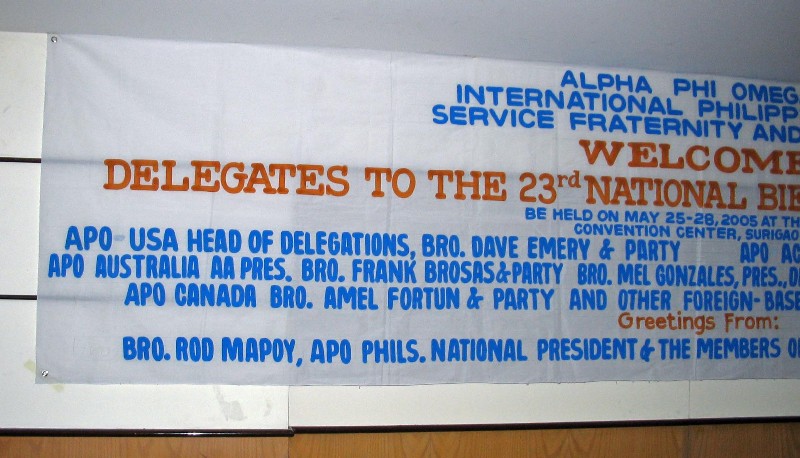 ALPHA PHI OMEG
INTERNATIONAL PHILIPP
SERVICE FRATERNITY AND
WELCOME
DELEGATES TO THE 23rd NATIONAL BIE
BE HELD ON MAY 25-28, 2005 AT TH
CONVENTION CENTER, SURIGAO
APO USA HEAD OF DELEGATIONS, BRO. DAVE EMERY & PARTY APO AC
APO AUSTRALIA AA PRES. BRO. FRANK BROSAS & PARTY BRO. MEL GONZALES, PRES., DE
APO CANADA BRO. AMEL FORTUN & PARTY AND OTHER FOREIGN-BASE
Greetings From:
BRO. ROD MAPOY, APO PHILS. NATIONAL PRESIDENT & THE MEMBERS O